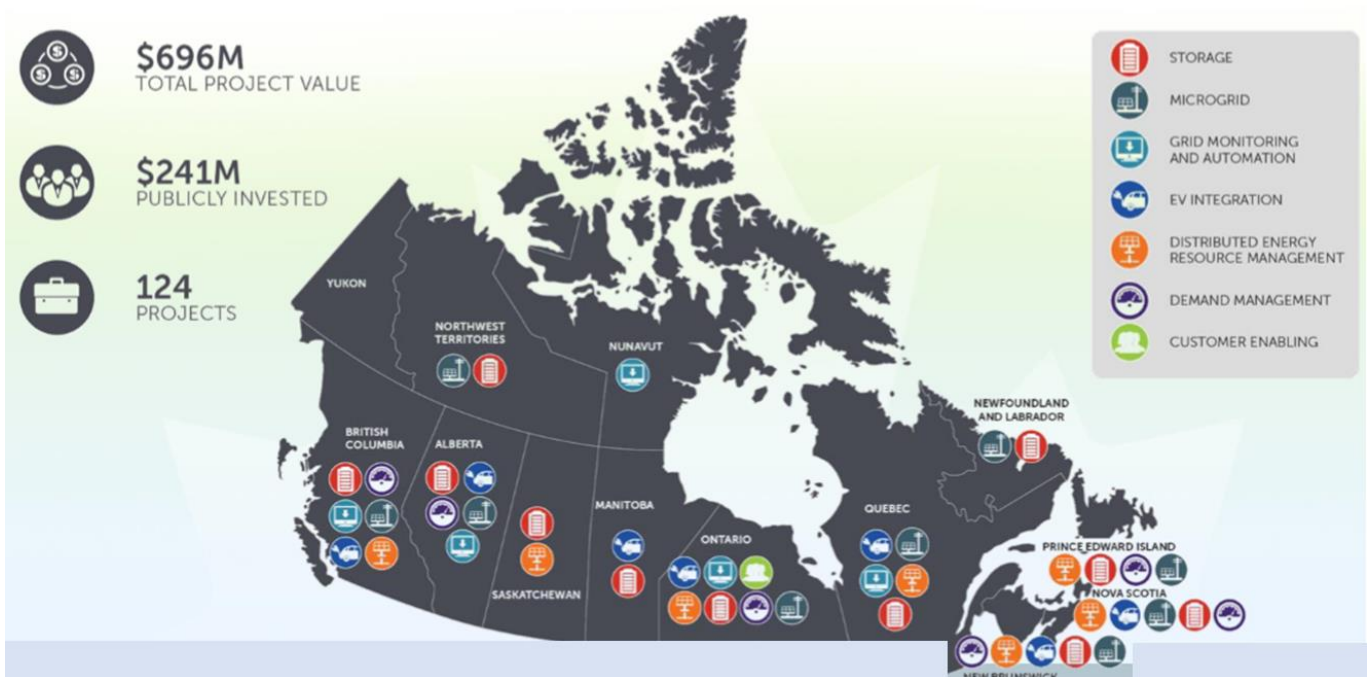 $696M
TOTAL PROJECT VALUE
$241M
PUBLICLY INVESTED
124
PROJECTS
STORAGE
MICROGRID
GRID MONITORING
AND AUTOMATION
EV INTEGRATION
DISTRIBUTED ENERGY
RESOURCE MANAGEMENT
DEMAND MANAGEMENT
CUSTOMER ENABLING
YUKON
NORTHWEST
TERRITORIES
NUNAVUT
NEWFOUNDLAND
AND LABRADOR
BRITISH
COLUMBIA
ALBERTA
SASKATCHEWAN
MANITOBA
ONTARIO
QUEBEC
PRINCE EDWARD ISLAND
NOVA SCOTIA
NEW BRUNSWICK